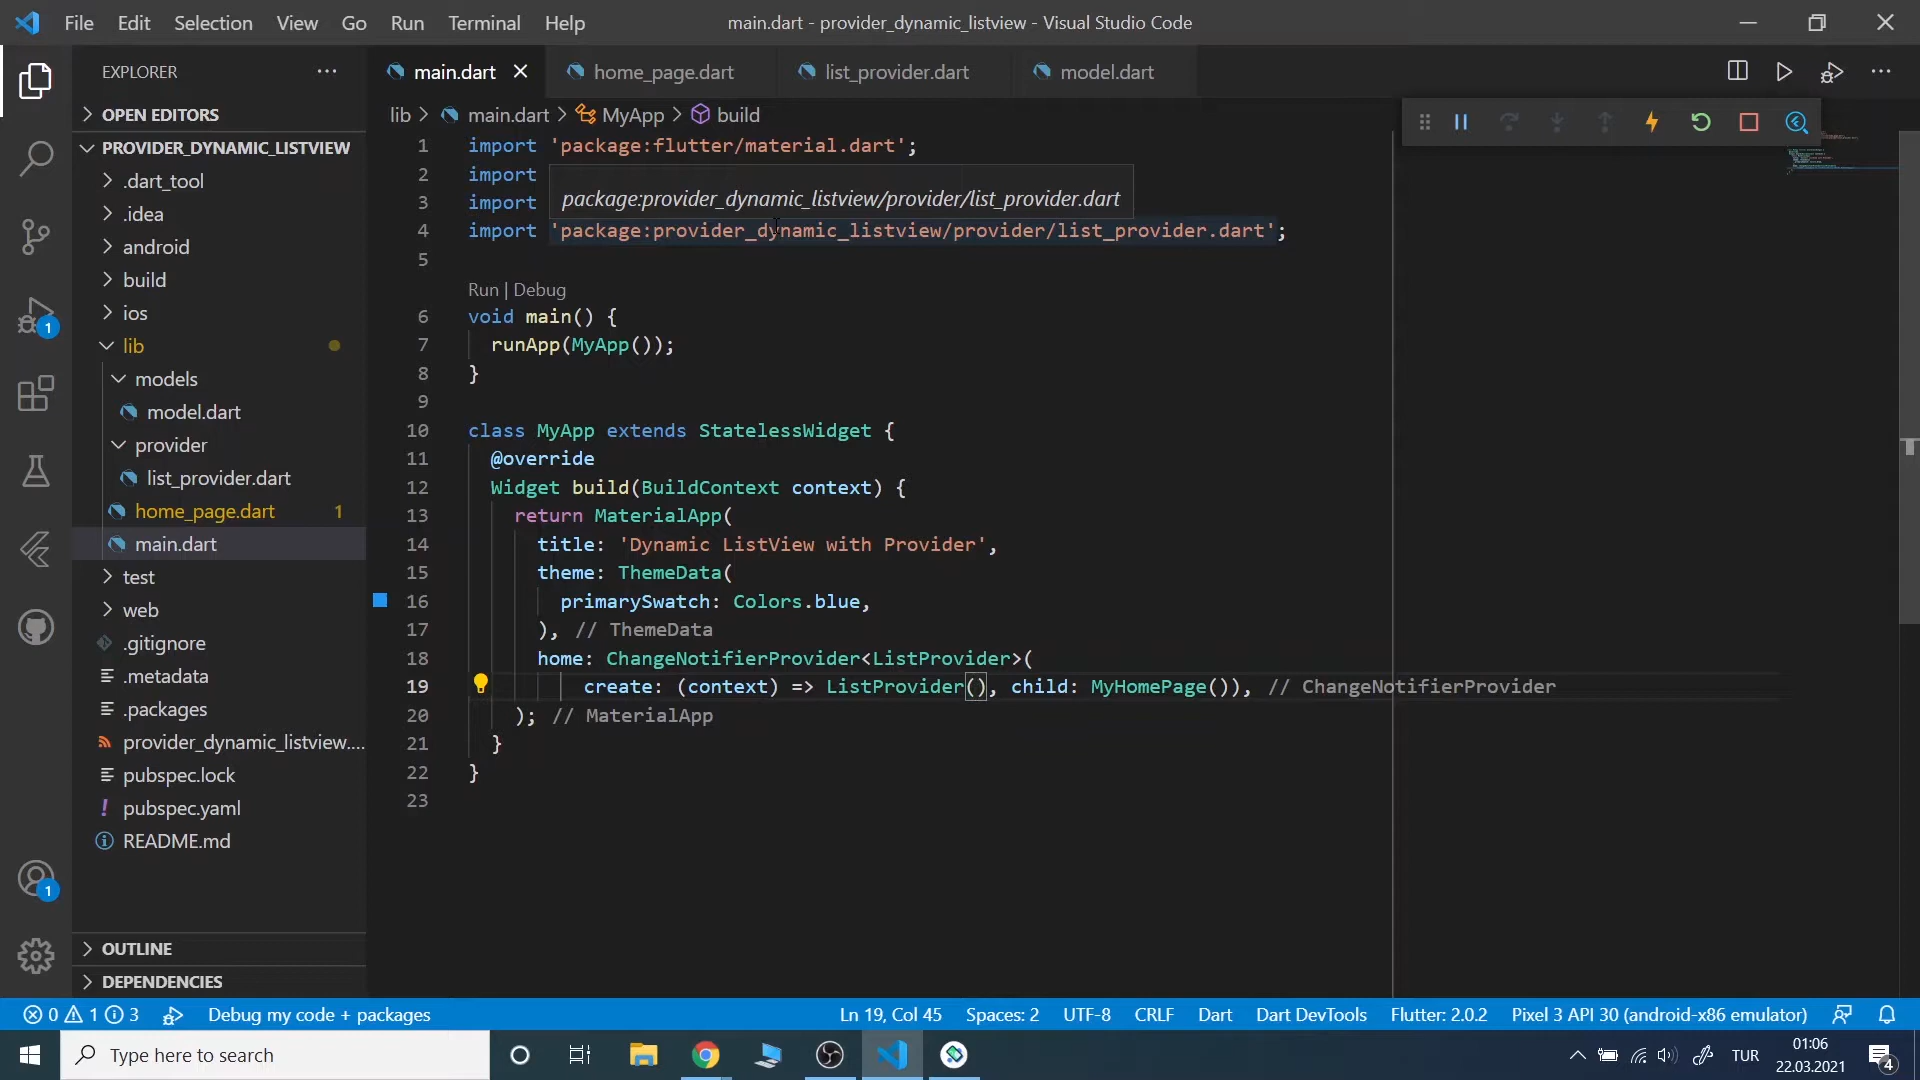 File Edit Selection View Go Run Terminal Help
main.dart - provider_dynamic_listview - Visual Studio Code
EXPLORER
OPEN EDITORS
PROVIDER_DYNAMIC_LISTVIEW
.dart_tool
.idea
android
build
ios
lib
models
model.dart
provider
list_provider.dart
home_page.dart 1
main.dart
test
web
.gitignore
.metadata
.packages
provider_dynamic_listview....
pubspec.lock
pubspec.yaml
README.md
OUTLINE
DEPENDENCIES
1
1
main.dart home_page.dart list_provider.dart model.dart
lib > main.dart > MyApp > build
1 import 'package:flutter/material.dart';
2 import
package:provider_dynamic_listview/provider/list_provider.dart
3 import
4 import 'package:provider_dynamic_listview/provider/list_provider.dart';
5
Run | Debug
6 void main() {
7 runApp(MyApp());
8 }
9
10 class MyApp extends StatelessWidget {
11 @override
12 Widget build(BuildContext context) {
13 return MaterialApp(
14 title: 'Dynamic ListView with Provider',
15 theme: ThemeData(
16 primarySwatch: Colors.blue,
17 ), // ThemeData
18 home: ChangeNotifierProvider<ListProvider>(
19 create: (context) => ListProvider(), child: MyHomePage()), // ChangeNotifierProvider
20 ); // MaterialApp
21 }
22 }
23
0 1 3 Debug my code + packages
Ln 19, Col 45 Spaces: 2 UTF-8 CRLF Dart Dart DevTools Flutter: 2.0.2 Pixel 3 API 30 (android-x86 emulator)
Type here to search
TUR
01:06
22.03.2021
4